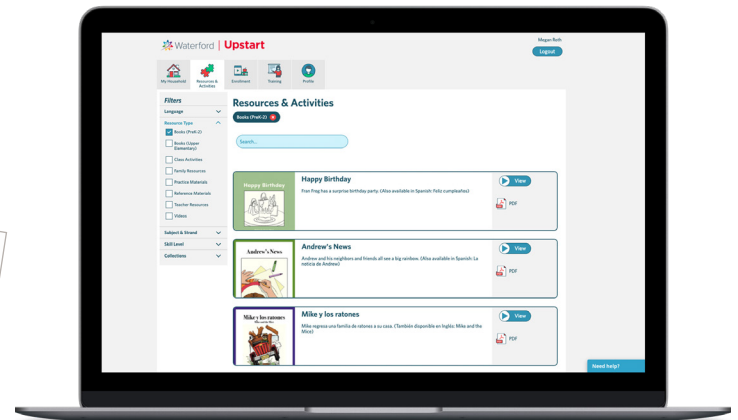 Megan Roth
Waterford | Upstart
Logout
My Household
Resources &
Activities
Enrollment
Training
Profile
Filters
Language
Resource Type
Books (PreK-2)
Books (Upper
Elementary)
Class Activities
Family Resources
Practice Materials
Reference Materials
Teacher Resources
Videos
Subject & Strand
Skill Level
Collections
Resources & Activities
Books (PreK-2)
Search...
Happy Birthday
Happy Birthday
Fran Frog has a surprise birthday party. (Also available in Spanish: Feliz cumpleaños)
View
PDF
Andrew's News
Andrew's News
Andrew and his neighbors and friends all see a big rainbow. (Also available in Spanish: La
noticia de Andrew)
View
PDF
Mike y los ratones
Mike y los ratones
Mike regresa una familia de ratones a su casa. (También disponible en Inglés: Mike and the
Mice)
View
PDF
Need help?